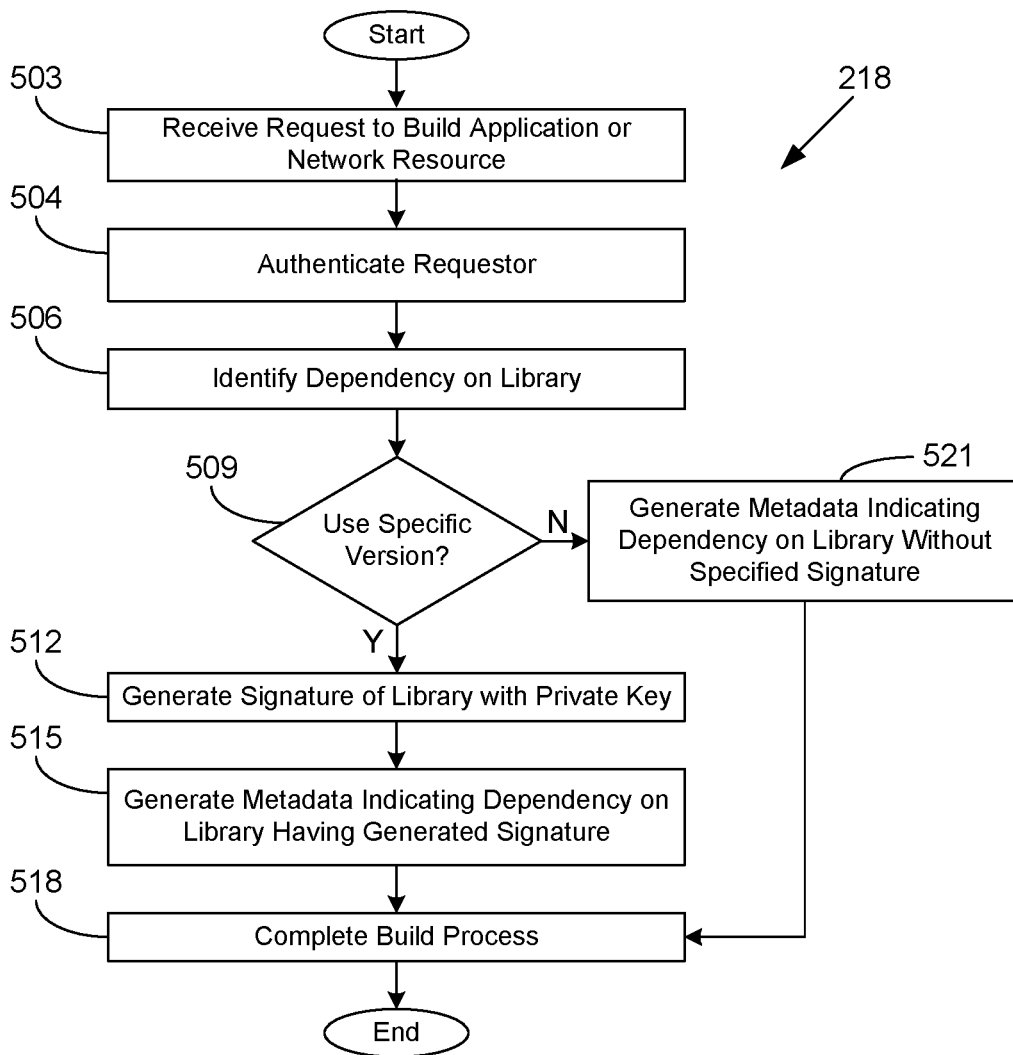 Start
503
218
Receive Request to Build Application or
Network Resource
504
Authenticate Requestor
506
Identify Dependency on Library
509
Use Specific
Version?
N
521
Generate Metadata Indicating
Dependency on Library Without
Specified Signature
Y
512
Generate Signature of Library with Private Key
515
Generate Metadata Indicating Dependency on
Library Having Generated Signature
518
Complete Build Process
End